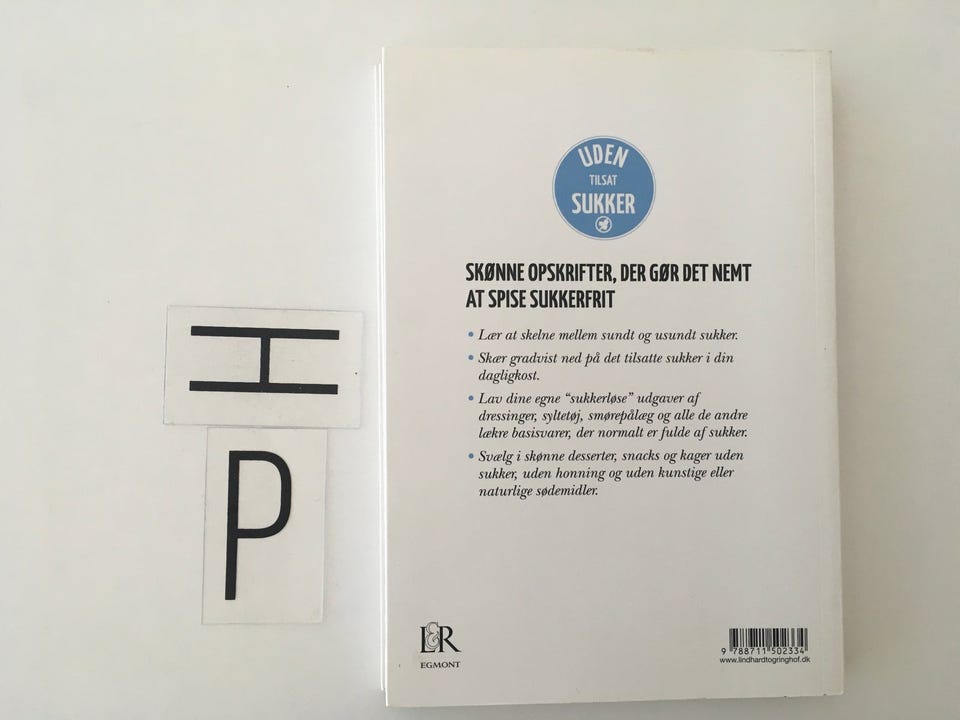 H
P
UDEN
TILSAT
SUKKER
SKØNNE OPSKRIFTER, DER GØR DET NEMT
AT SPISE SUKKERFRIT
• Lær at skelne mellem sundt og usundt sukker.
• Skær gradvist ned på det tilsatte sukker i din
dagligkost.
• Lav dine egne “sukkerløse” udgaver af
dressinger, syltetøj, smørepålæg og alle de andre
lækre basisvarer, der normalt er fulde af sukker.
• Svælg i skønne desserter, snacks og kager uden
sukker, uden honning og uden kunstige eller
naturlige sødemidler.
L&R
EGMONT
9 788711 502334
www.lindhardtogringhof.dk